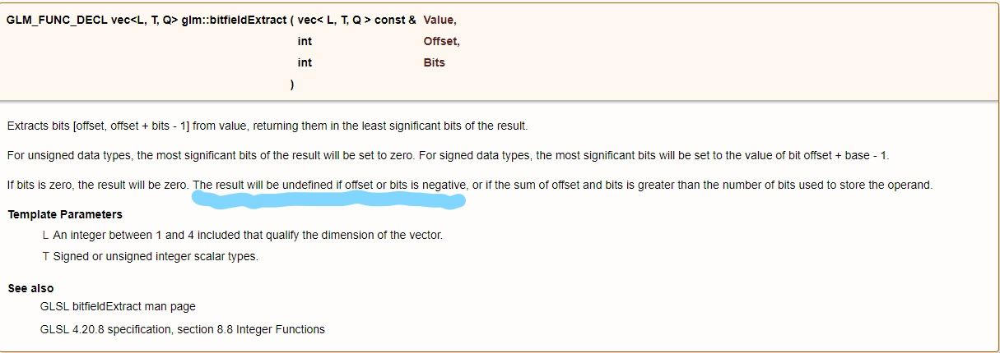 GLM_FUNC_DECL vec<L, T, Q> glm::bitfieldExtract ( vec< L, T, Q > const & Value,
int Offset,
int Bits
)
Extracts bits [offset, offset + bits - 1] from value, returning them in the least significant bits of the result.
For unsigned data types, the most significant bits of the result will be set to zero. For signed data types, the most significant bits will be set to the value of bit offset + base - 1.
If bits is zero, the result will be zero. The result will be undefined if offset or bits is negative, or if the sum of offset and bits is greater than the number of bits used to store the operand.
Template Parameters
L An integer between 1 and 4 included that qualify the dimension of the vector.
T Signed or unsigned integer scalar types.
See also
GLSL bitfieldExtract man page
GLSL 4.20.8 specification, section 8.8 Integer Functions